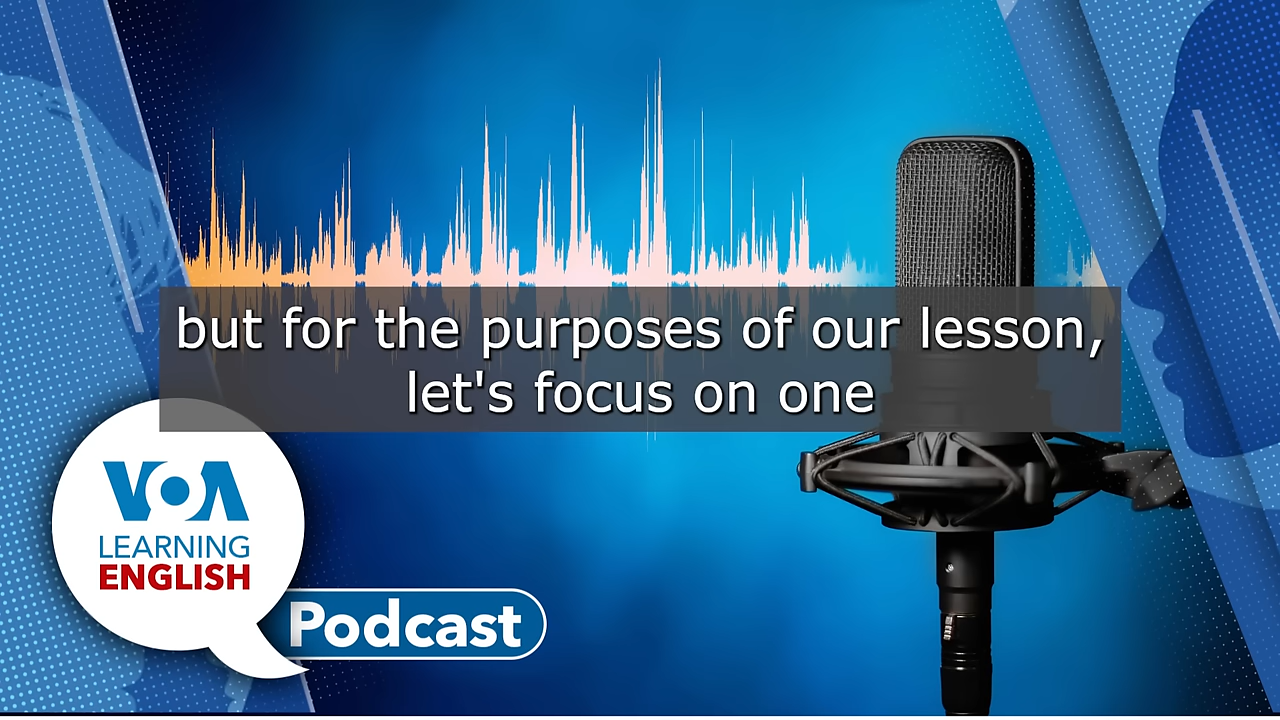 but for the purposes of our lesson,
let's focus on one
VOA
LEARNING
ENGLISH
Podcast